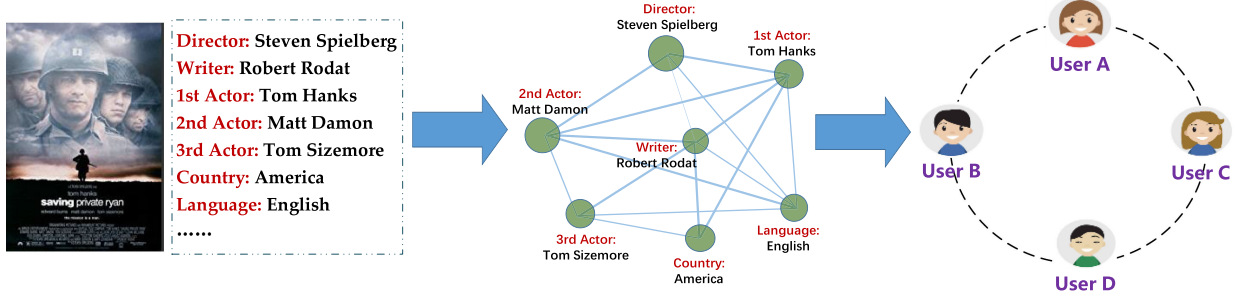 tom hanks
saving private ryan
Director: Steven Spielberg
Writer: Robert Rodat
1st Actor: Tom Hanks
2nd Actor: Matt Damon
3rd Actor: Tom Sizemore
Country: America
Language: English
......
Director:
Steven Spielberg
1st Actor:
Tom Hanks
2nd Actor:
Matt Damon
Writer:
Robert Rodat
3rd Actor:
Tom Sizemore
Country:
America
Language:
English
User A
User B
User C
User D